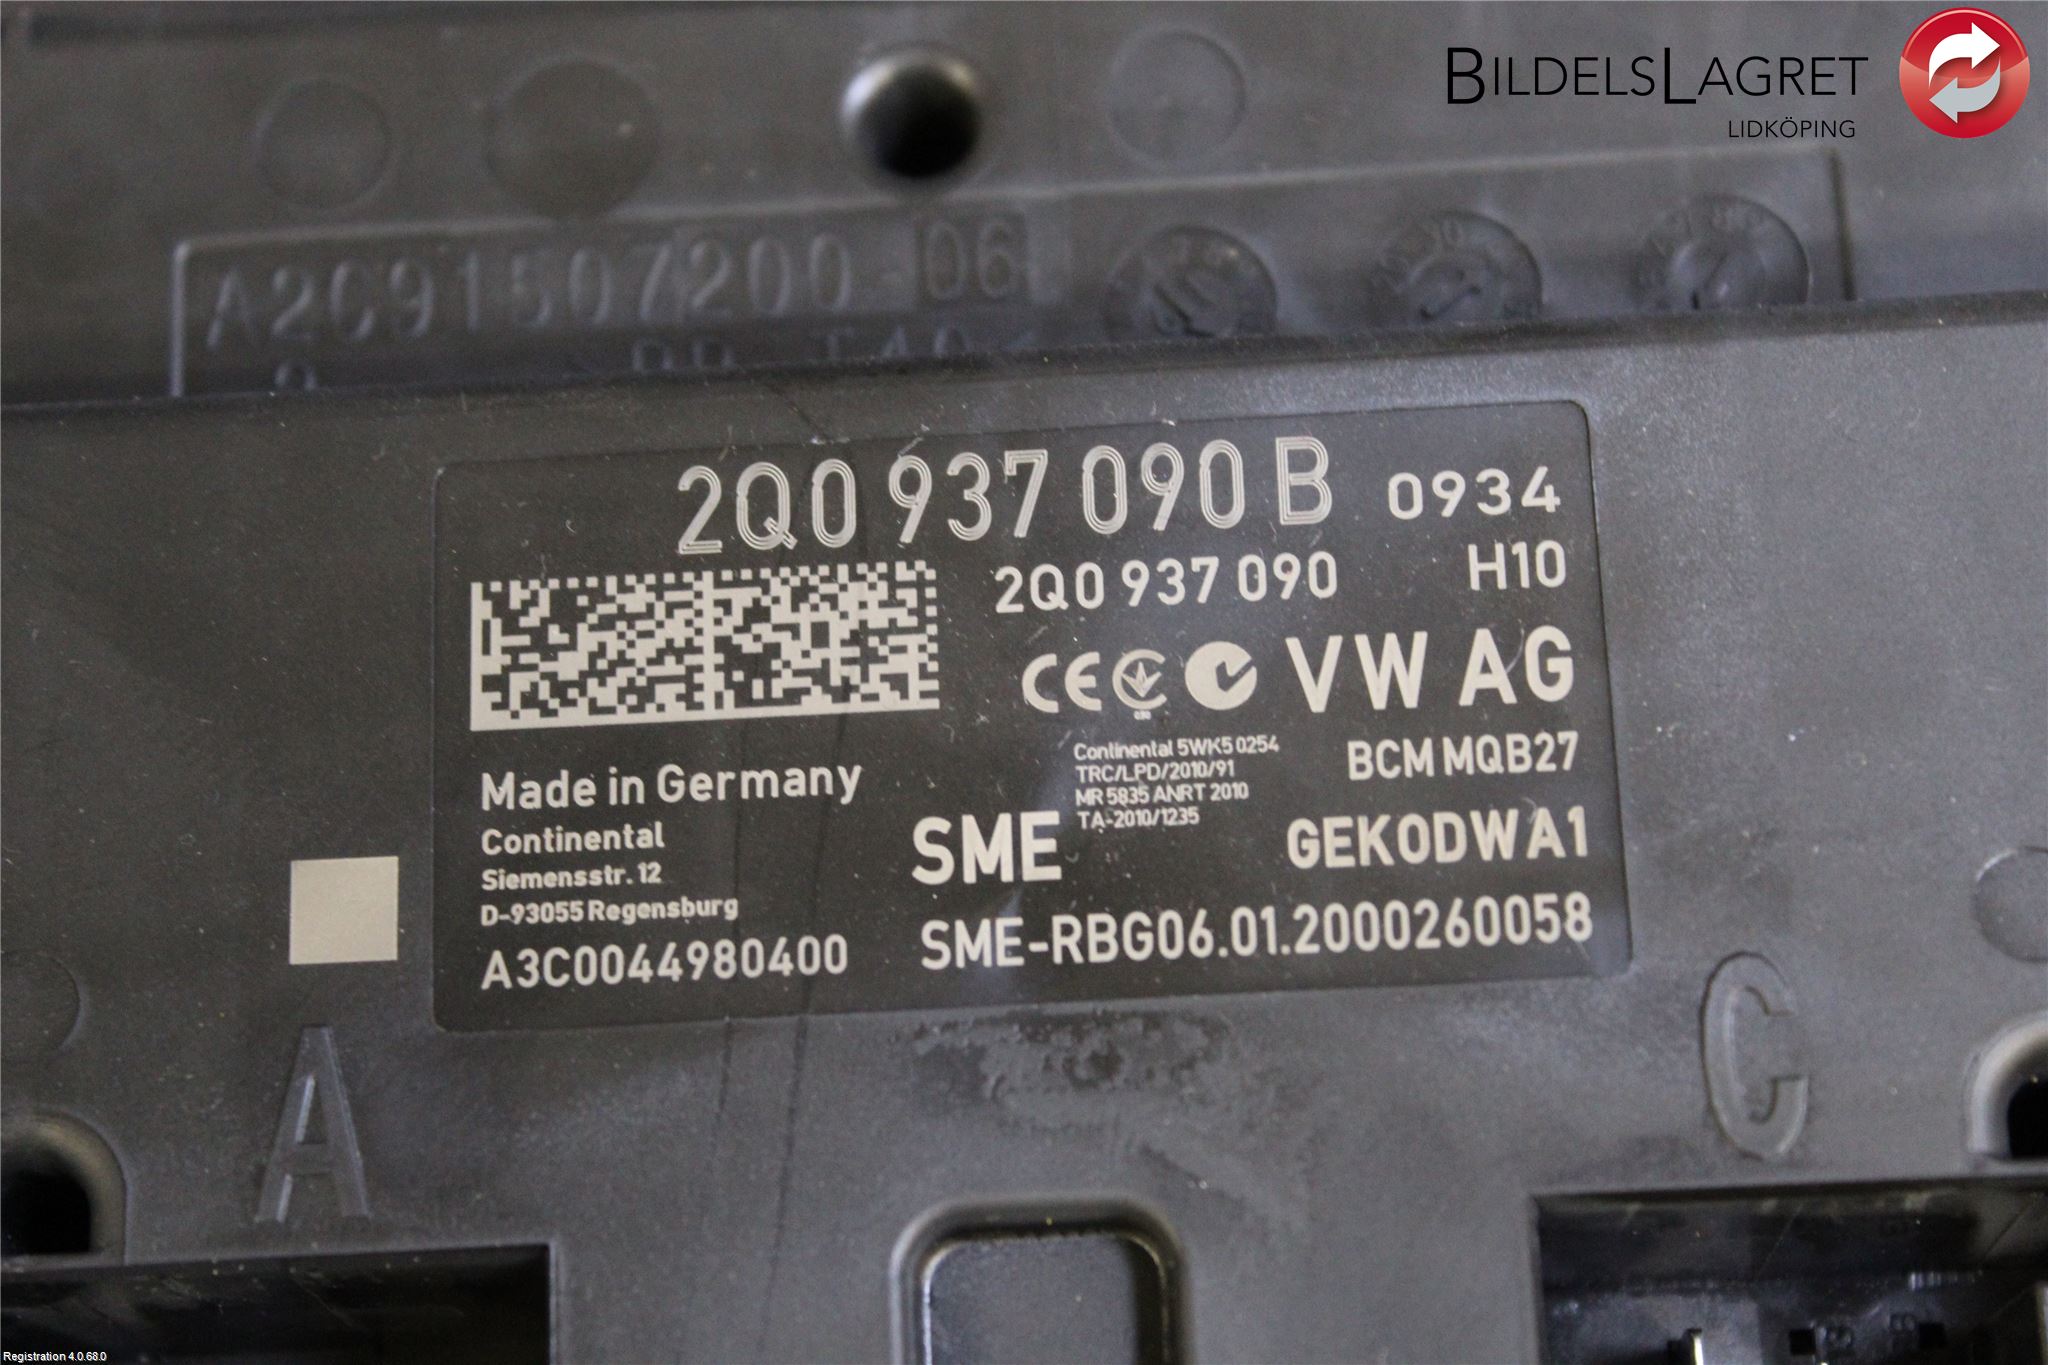 BILDELSLAGRET
LIDKÖPING
A2C91507200 06
2Q0 937 090 B 0934
2Q0 937 090 H10
CE VW AG
Continental 5WK5 0254
TRC/LPD/2010/91
MR 5835 ANRT 2010
TA-2010/1235
BCM MQB27
Made in Germany
SME GEK0DWA1
Continental
Siemensstr. 12
D-93055 Regensburg
A3C0044980400 SME-RBG06.01.2000260058
A
C
Registration 4.0.68.0